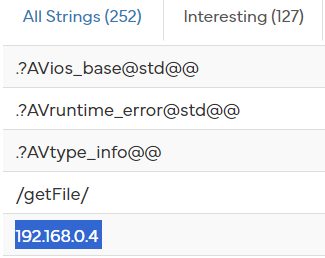 All Strings (252) Interesting (127)
.?AVios_base@std@@
.?AVruntime_error@std@@
.?AVtype_info@@
/getFile/
192.168.0.4